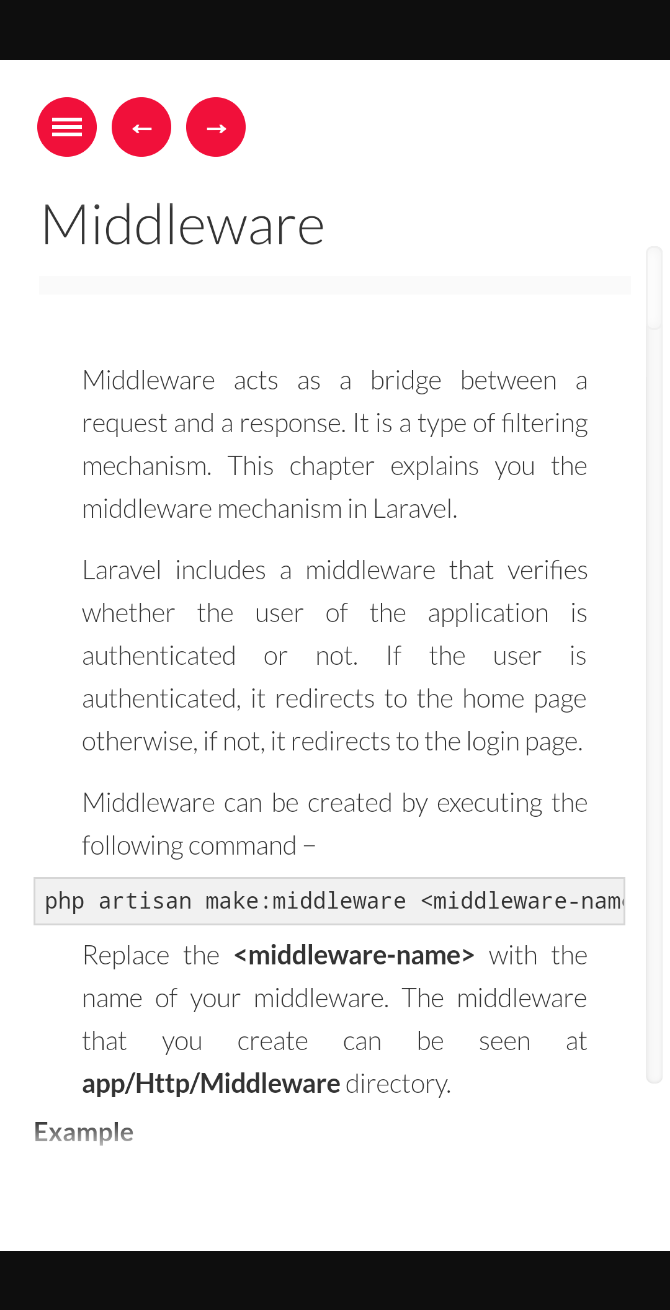 ←
→
Middleware
Middleware acts as a bridge between a
request and a response. It is a type of filtering
mechanism. This chapter explains you the
middleware mechanism in Laravel.
Laravel includes a middleware that verifies
whether the user of the application is
authenticated or not. If the user is
authenticated, it redirects to the home page
otherwise, if not, it redirects to the login page.
Middleware can be created by executing the
following command −
php artisan make:middleware <middleware-nam
Replace the <middleware-name> with the
name of your middleware. The middleware
that you create can be seen at
app/Http/Middleware directory.
Example